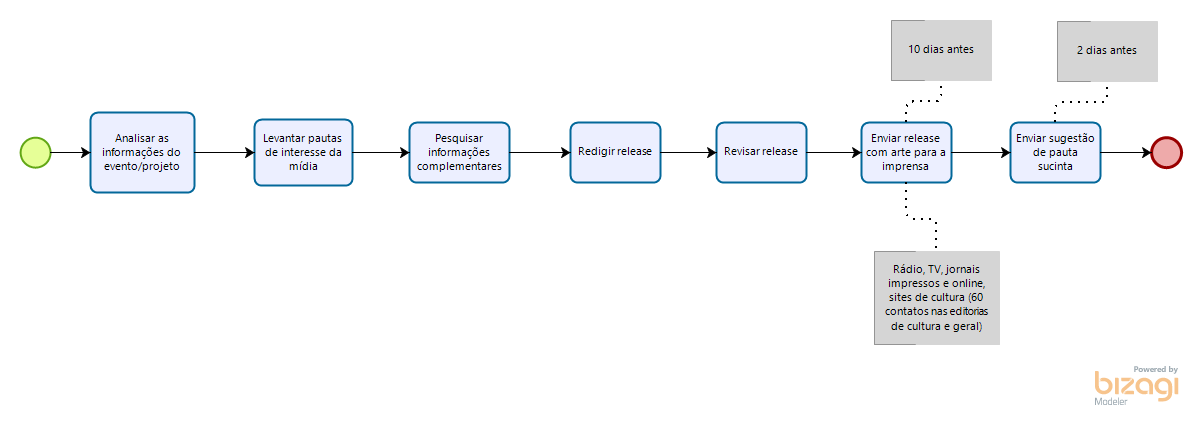 10 dias antes
2 dias antes
Analisar as
informações do
evento/projeto
Levantar pautas
de interesse da
mídia
Pesquisar
informações
complementares
Redigir release
Revisar release
Enviar release
com arte para a
imprensa
Enviar sugestão
de pauta
sucinta
Rádio, TV, jornais
impressos e online,
sites de cultura (60
contatos nas editorias
de cultura e geral)
Powered by
bizagi
Modeler